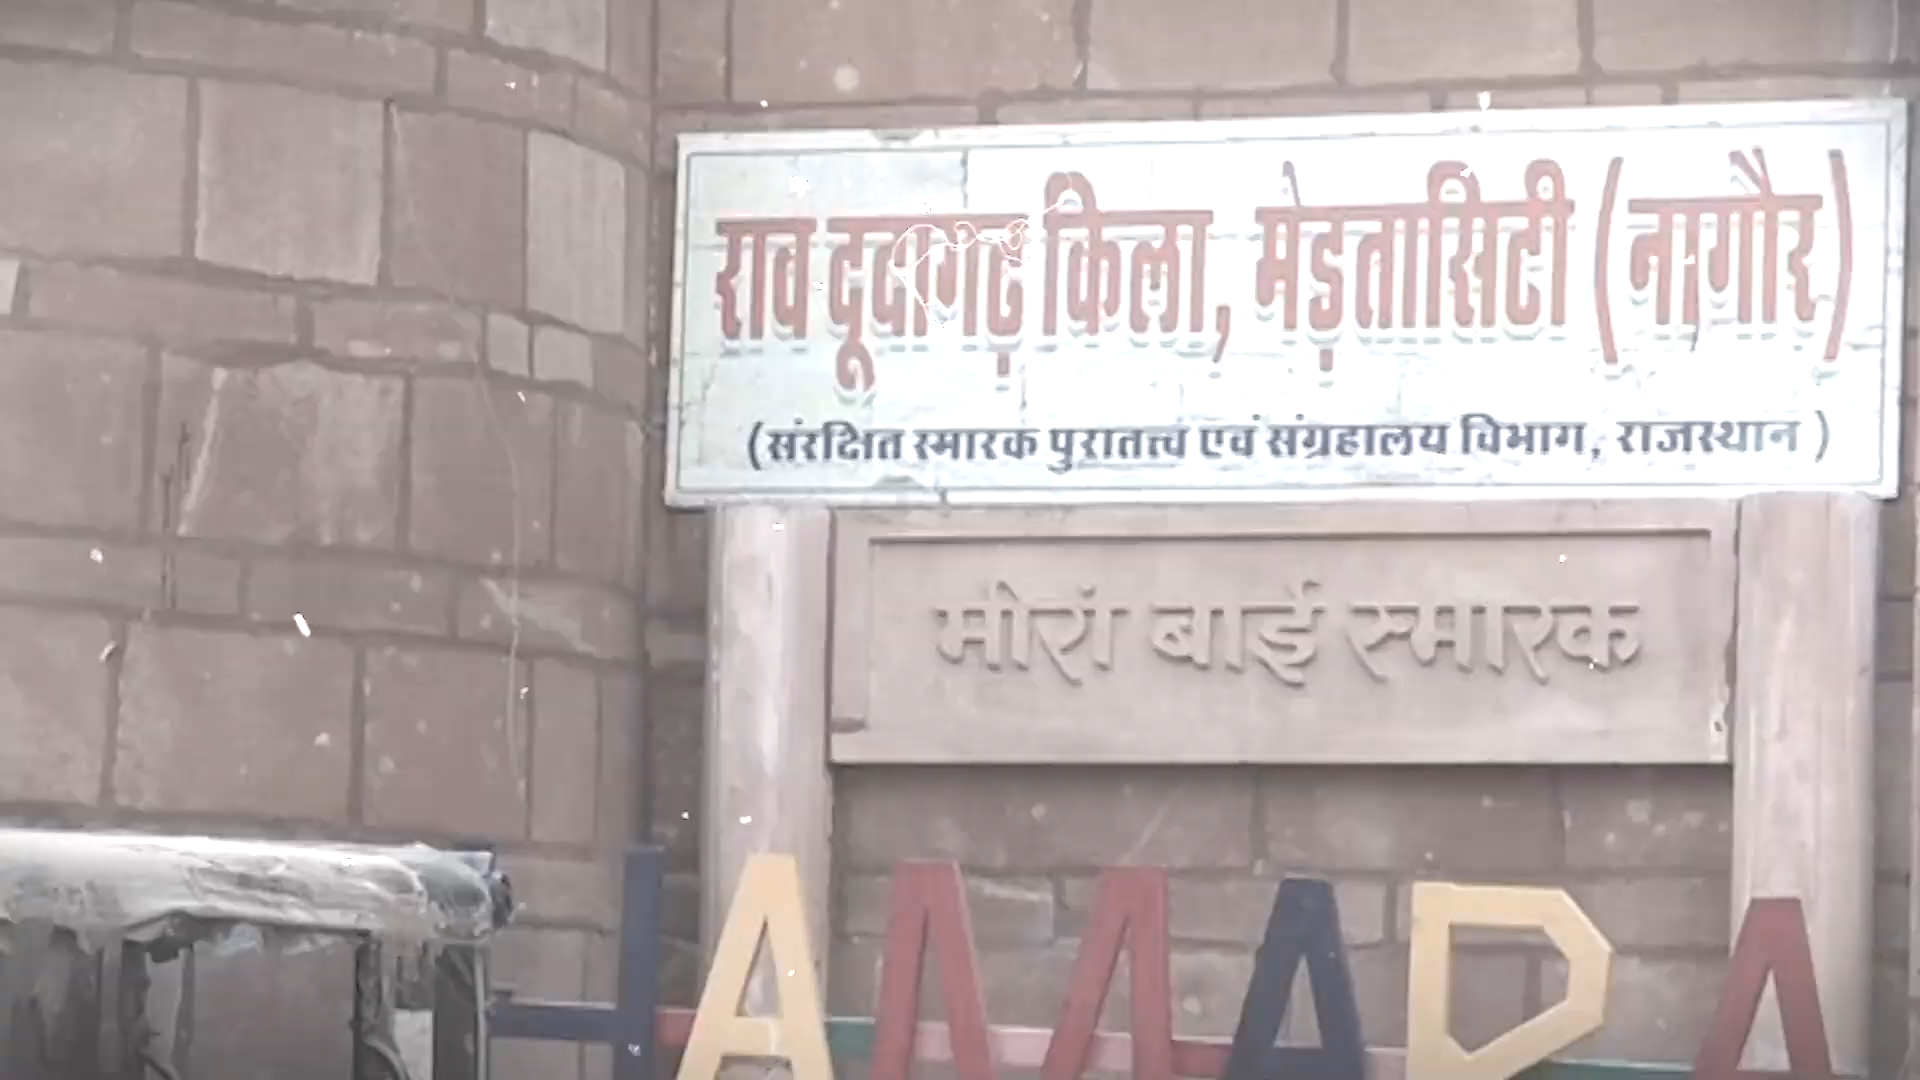 राव दूदागढ़ किला, मेड़तासिटी (नागौर)
(संरक्षित स्मारक पुरातत्त्व एवं संग्रहालय विभाग, राजस्थान)
मीरां बाई स्मारक
HAMARA